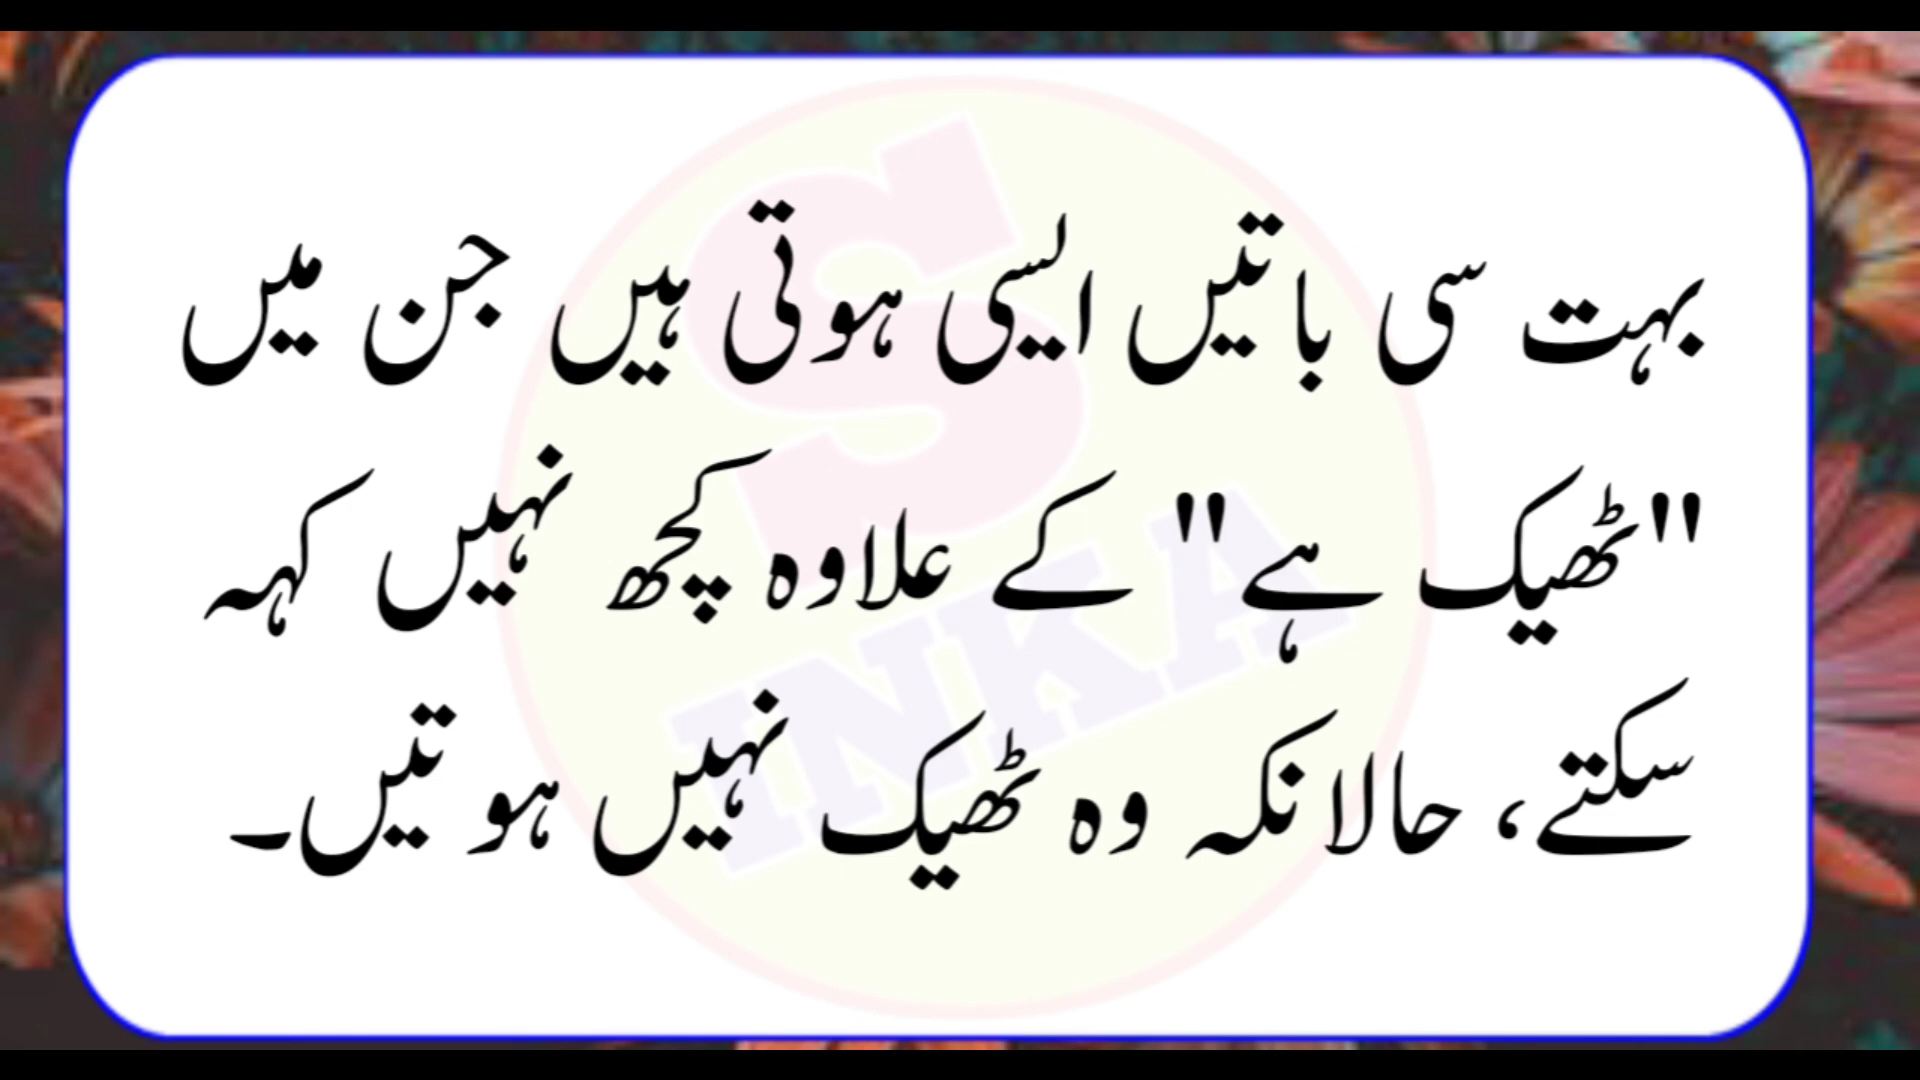 بہت سی باتیں ایسی ہوتی ہیں جن میں
"ٹھیک ہے" کے علاوہ کچھ نہیں کہہ
سکتے، حالانکہ وہ ٹھیک نہیں ہوتیں۔
S
INKA